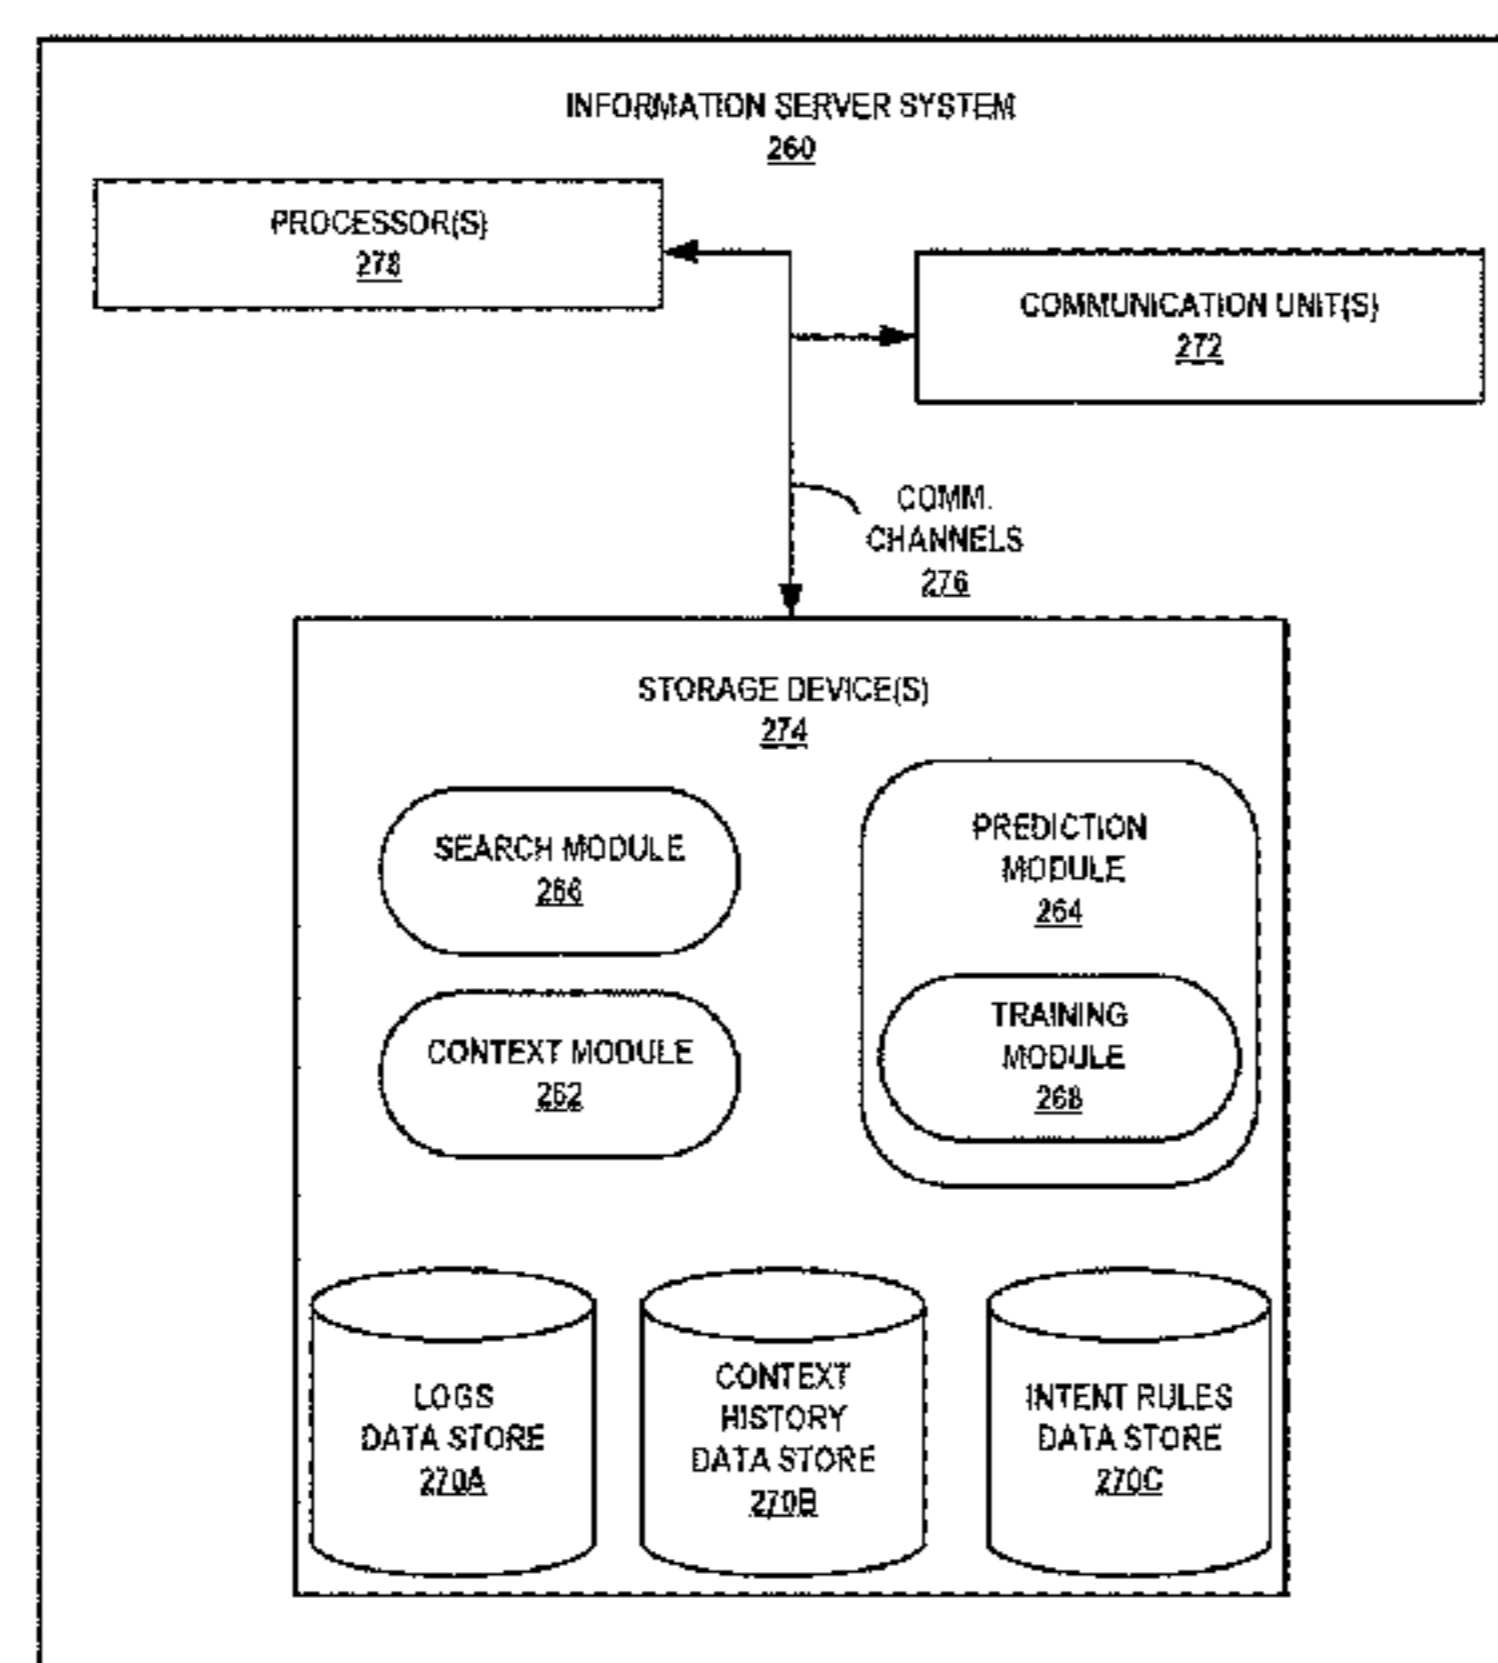 INFORMATION SERVER SYSTEM
260
PROCESSOR(S)
278
COMMUNICATION UNIT(S)
272
COMM.
CHANNELS
276
STORAGE DEVICE(S)
274
SEARCH MODULE
266
PREDICTION
MODULE
264
CONTEXT MODULE
262
TRAINING
MODULE
268
LOGS
DATA STORE
270A
CONTEXT
HISTORY
DATA STORE
270B
INTENT RULES
DATA STORE
270C